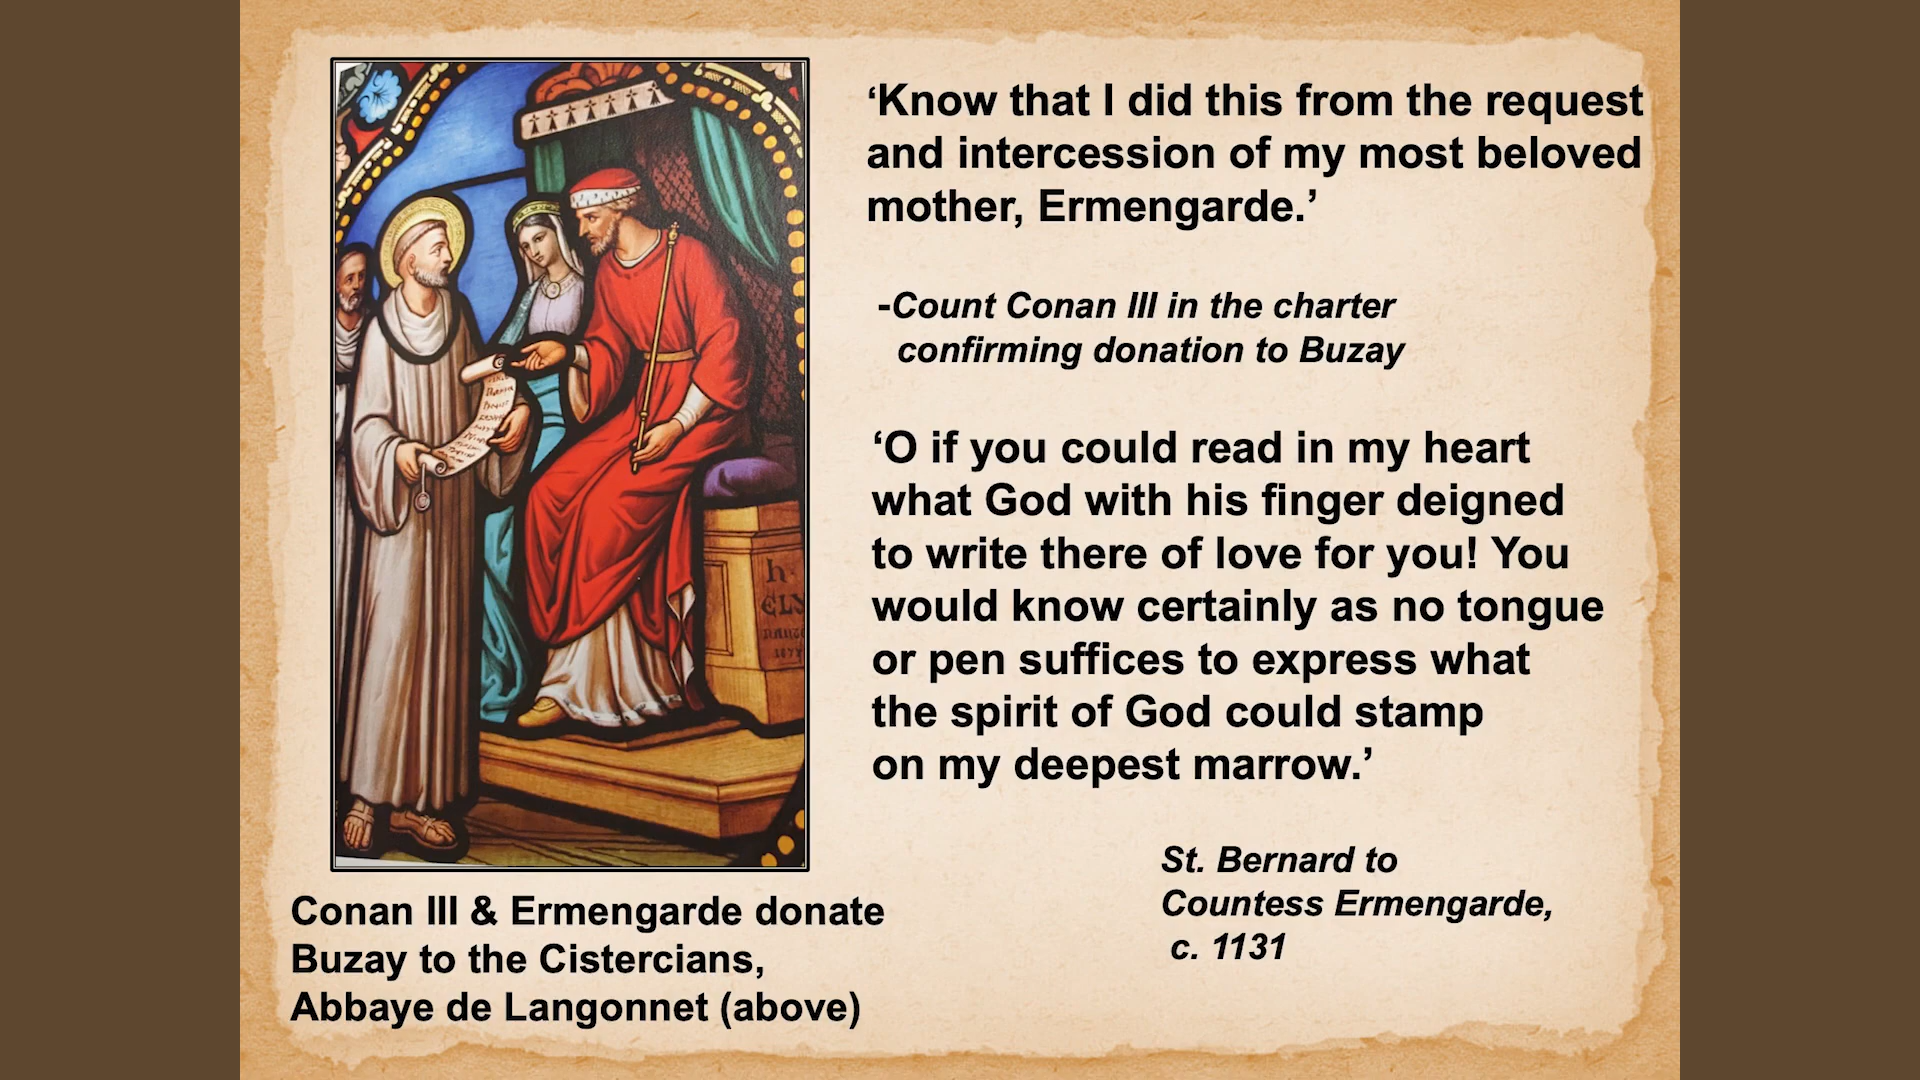 ‘Know that I did this from the request
and intercession of my most beloved
mother, Ermengarde.’
-Count Conan III in the charter
confirming donation to Buzay
‘O if you could read in my heart
what God with his finger deigned
to write there of love for you! You
would know certainly as no tongue
or pen suffices to express what
the spirit of God could stamp
on my deepest marrow.’
St. Bernard to
Countess Ermengarde,
c. 1131
Conan III & Ermengarde donate
Buzay to the Cistercians,
Abbaye de Langonnet (above)
h.